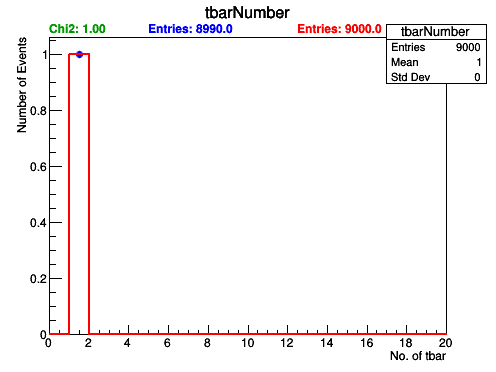 tbarNumber
Chi2: 1.00 Entries: 8990.0 Entries: 9000.0
tbarNumber
Entries 9000
Mean 1
Std Dev 0
Number of Events
1
0.8
0.6
0.4
0.2
0
0 2 4 6 8 10 12 14 16 18 20
No. of tbar